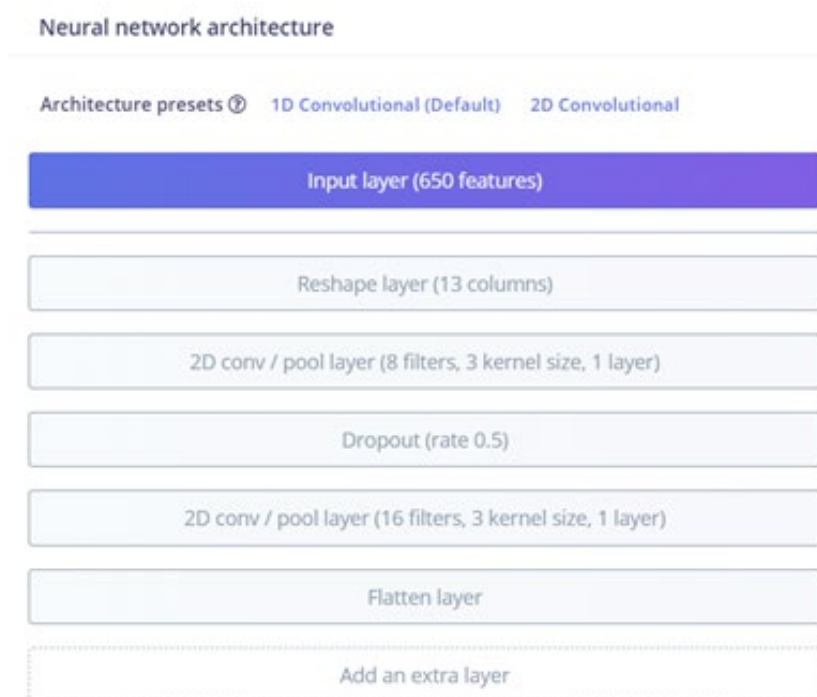 Neural network architecture
Architecture presets ? 1D Convolutional (Default) 2D Convolutional
Input layer (650 features)
Reshape layer (13 columns)
2D conv / pool layer (8 filters, 3 kernel size, 1 layer)
Dropout (rate 0.5)
2D conv / pool layer (16 filters, 3 kernel size, 1 layer)
Flatten layer
Add an extra layer